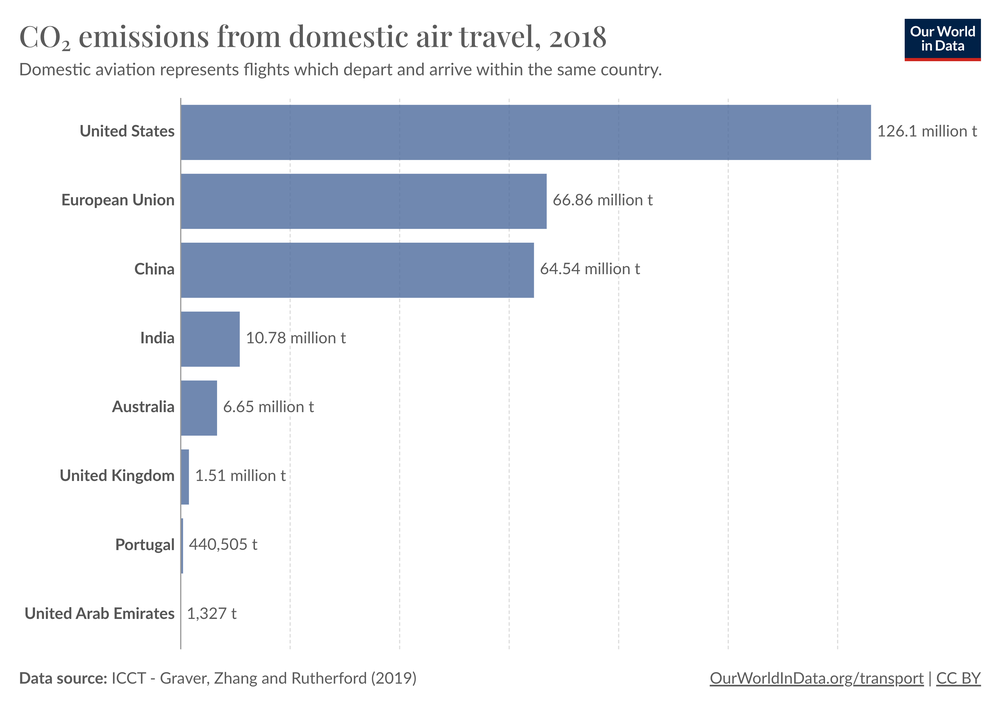 CO₂ emissions from domestic air travel, 2018
Our World
in Data
Domestic aviation represents flights which depart and arrive within the same country.
United States 126.1 million t
European Union 66.86 million t
China 64.54 million t
India 10.78 million t
Australia 6.65 million t
United Kingdom 1.51 million t
Portugal 440,505 t
United Arab Emirates 1,327 t
Data source: ICCT - Graver, Zhang and Rutherford (2019)
OurWorldInData.org/transport | CC BY